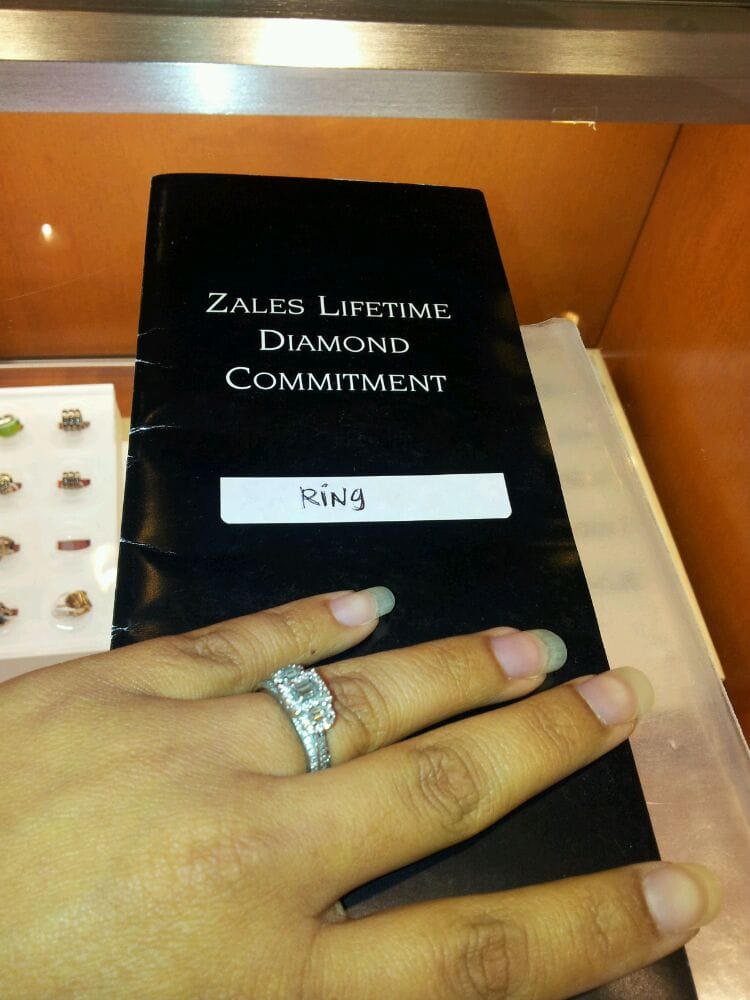 Zales Lifetime
Diamond
Commitment
Ring